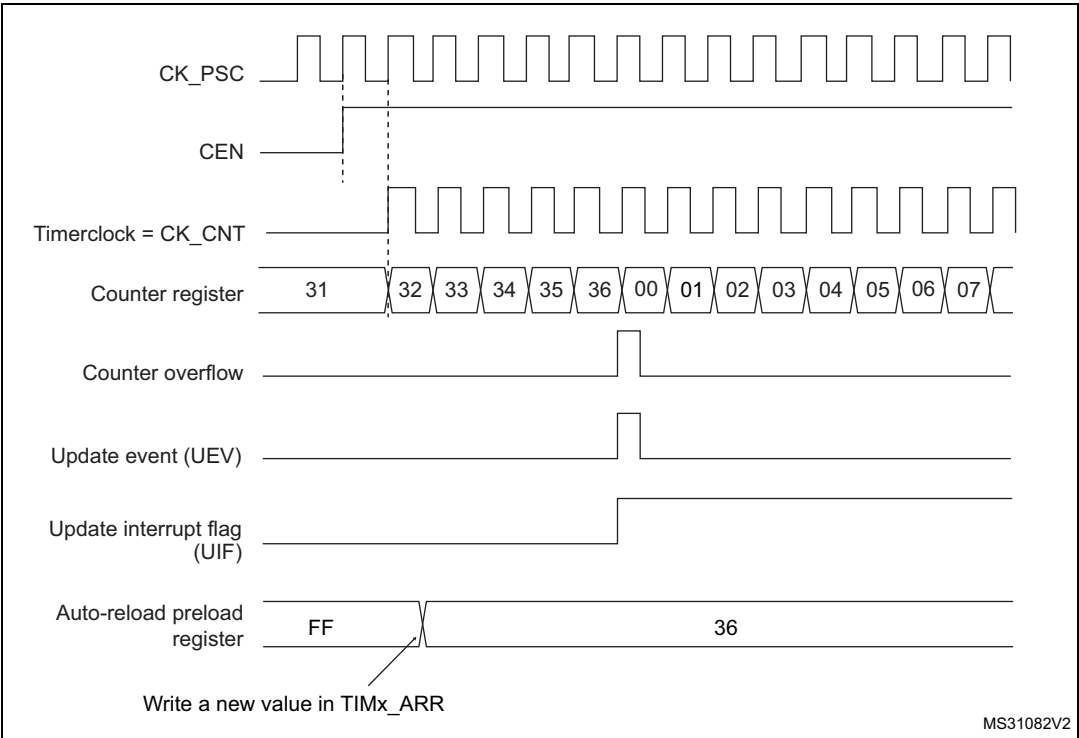 CK_PSC
CEN
Timerclock = CK_CNT
Counter register 31 32 33 34 35 36 00 01 02 03 04 05 06 07
Counter overflow
Update event (UEV)
Update interrupt flag
(UIF)
Auto-reload preload
register FF 36
Write a new value in TIMx_ARR
MS31082V2